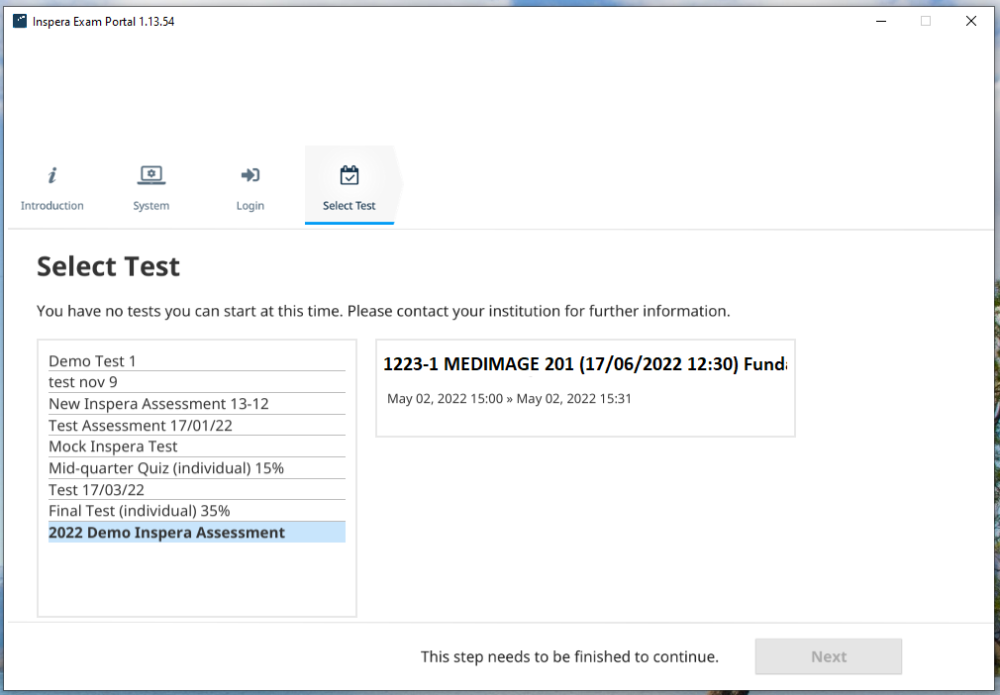 Inspera Exam Portal 1.13.54
Introduction
System
Login
Select Test
Select Test
You have no tests you can start at this time. Please contact your institution for further information.
Demo Test 1
test nov 9
New Inspera Assessment 13-12
Test Assessment 17/01/22
Mock Inspera Test
Mid-quarter Quiz (individual) 15%
Test 17/03/22
Final Test (individual) 35%
2022 Demo Inspera Assessment
1223-1 MEDIMAGE 201 (17/06/2022 12:30) Fund
May 02, 2022 15:00 » May 02, 2022 15:31
This step needs to be finished to continue.
Next